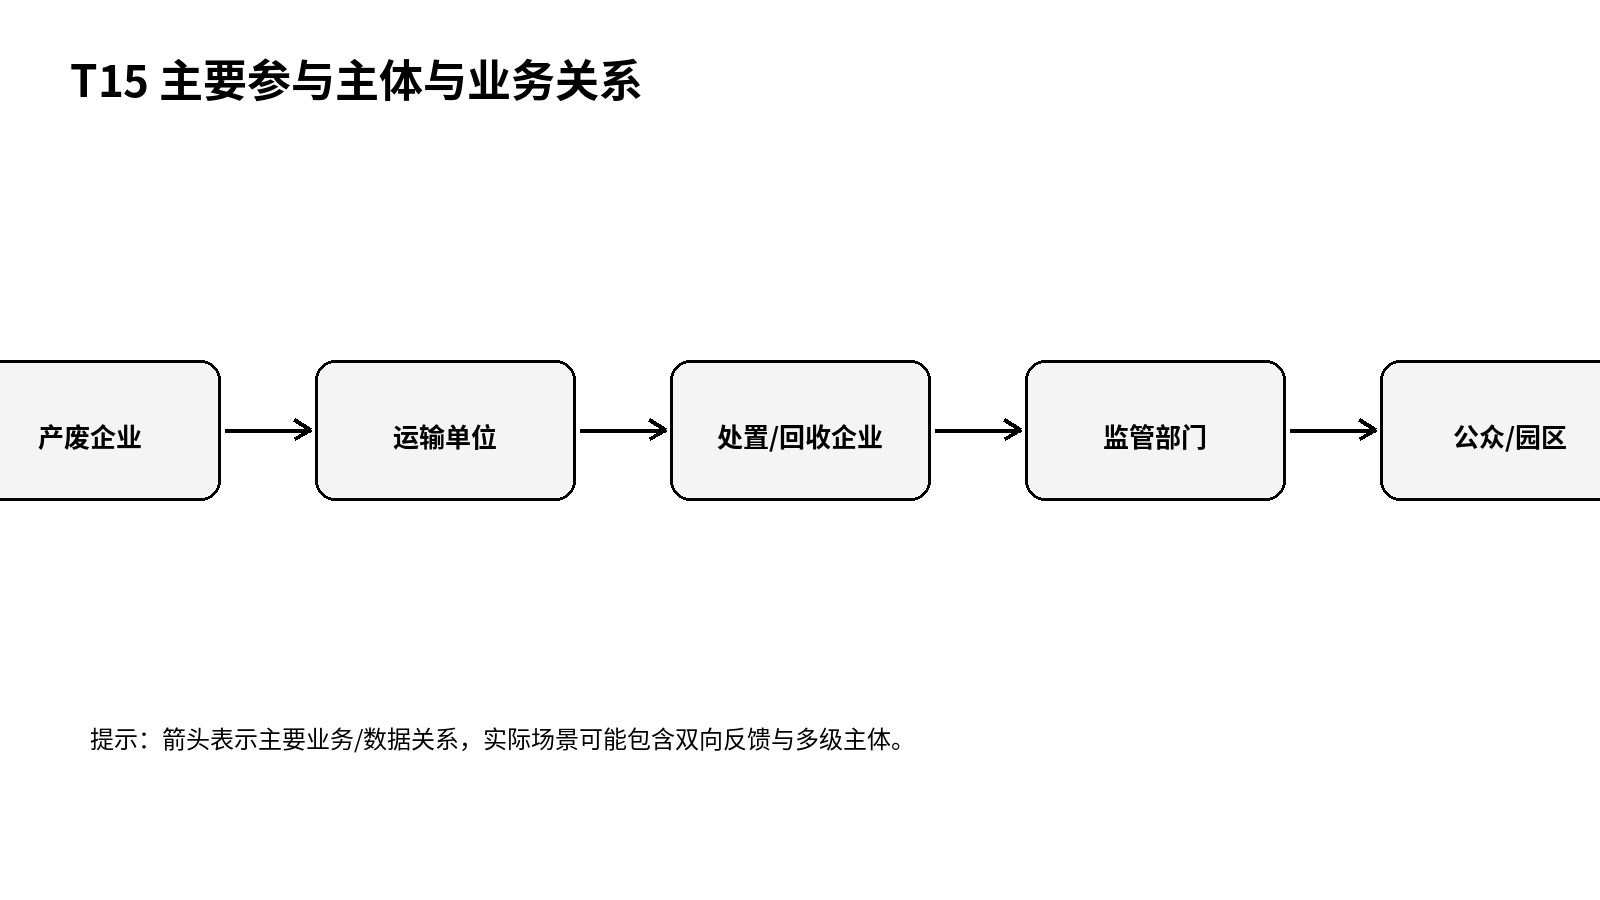 T15 主要参与主体与业务关系
产废企业
运输单位
处置/回收企业
监管部门
公众/园区
提示：箭头表示主要业务/数据关系，实际场景可能包含双向反馈与多级主体。